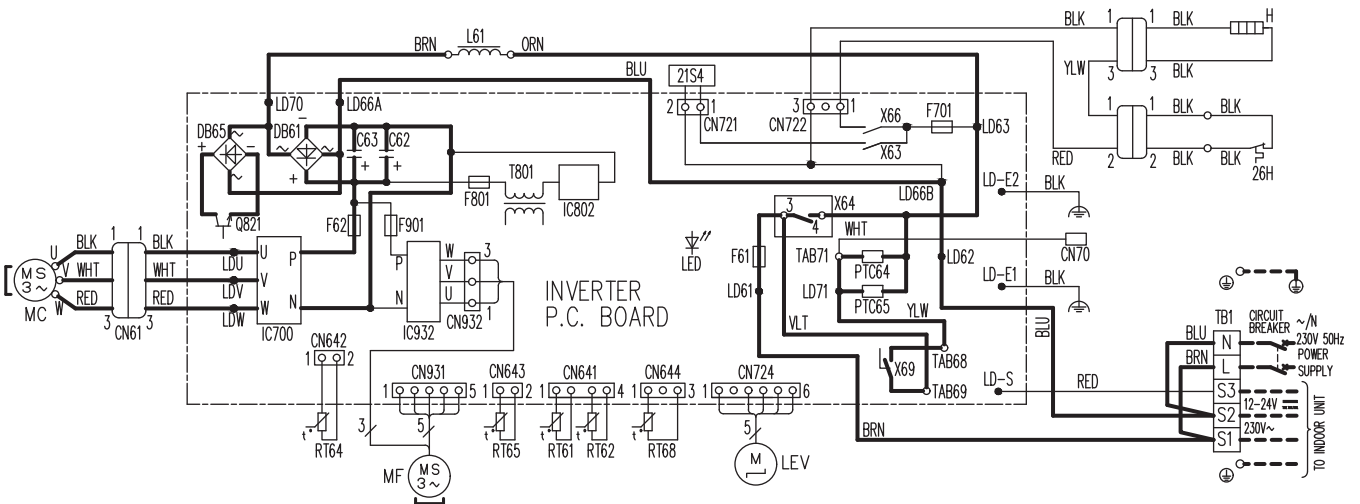 BRN L61 ORN
BLU
21S4
2 1
CN721
3 1
CN722
X66
X63
F701
LD63
BLK 1 1 BLK H
YLW 3 3 BLK
1 1 BLK BLK
RED 2 2 BLK BLK
26H
LD70 LD66A
DB65 ~ DB61 − C63 C62
+ − ~ ~
~ + + +
Q821
F801 T801 IC802
F62 F901
LD66B
LD-E2 BLK
3 X64
4
WHT
TAB71 PTC64
LD71 PTC65
CN70
LD62
LD-E1 BLK
LED
F61
LD61
VLT
YLW
X69
TAB68
TAB69
BLU
U BLK 1 1 BLK LDU U P
MS 3~ V WHT WHT LDV V
W RED 3 3 RED LDW W N
MC
CN61
IC700
P W 3
V
N U 1
IC932 CN932
INVERTER
P.C. BOARD
CN642
1 2
t° RT64
CN931
1 5
3 5
MF MS 3~
CN643
1 2
t° RT65
CN641
1 4
t° RT61 t° RT62
CN644
1 3
t° RT68
CN724
1 6
5
M LEV
LD-S RED
BRN
TB1 CIRCUIT BREAKER ~/N
BLU N 230V 50Hz
BRN L POWER SUPPLY
S3
12-24V
S2
230V~
S1
TO INDOOR UNIT